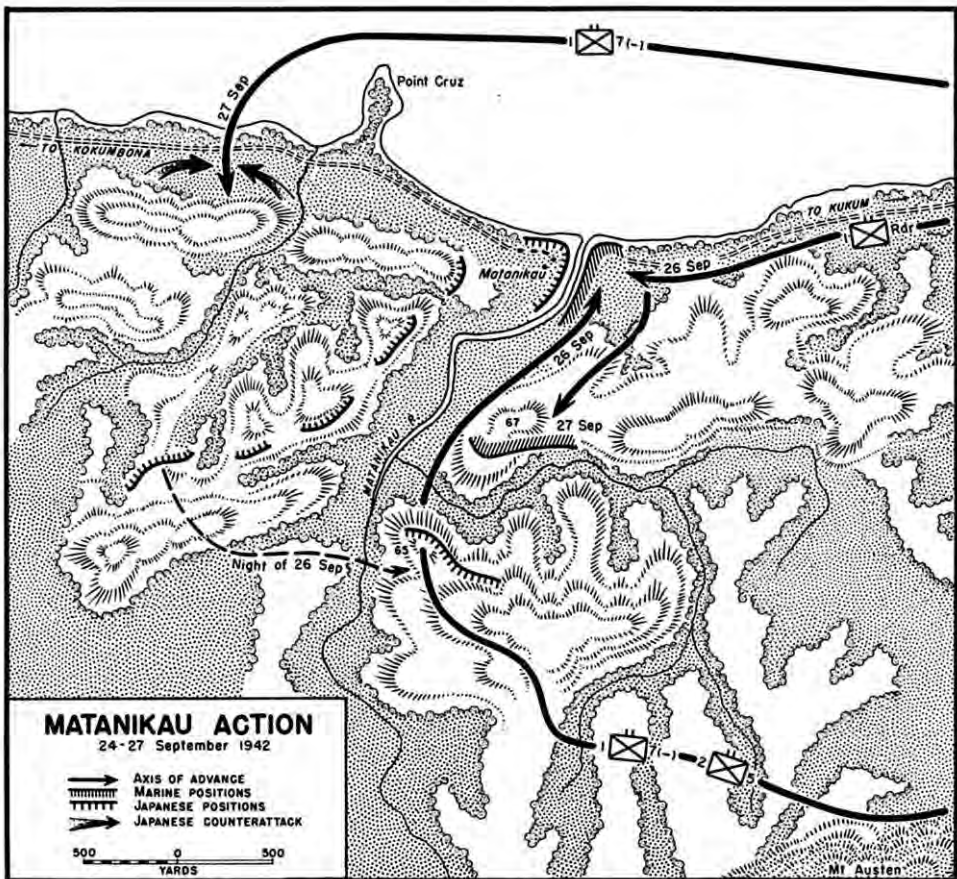 1 7(-)
Point Cruz
27 Sep
TO KOKUMBONA
TO KUKUM
1 Rdr
26 Sep
Matanikau
26 Sep
MATANIKAU R.
67
27 Sep
65
Night of 26 Sep
1 7(-)
2 5
Mt Austen
MATANIKAU ACTION
24-27 September 1942
AXIS OF ADVANCE
MARINE POSITIONS
JAPANESE POSITIONS
JAPANESE COUNTERATTACK
500 0 500
YARDS